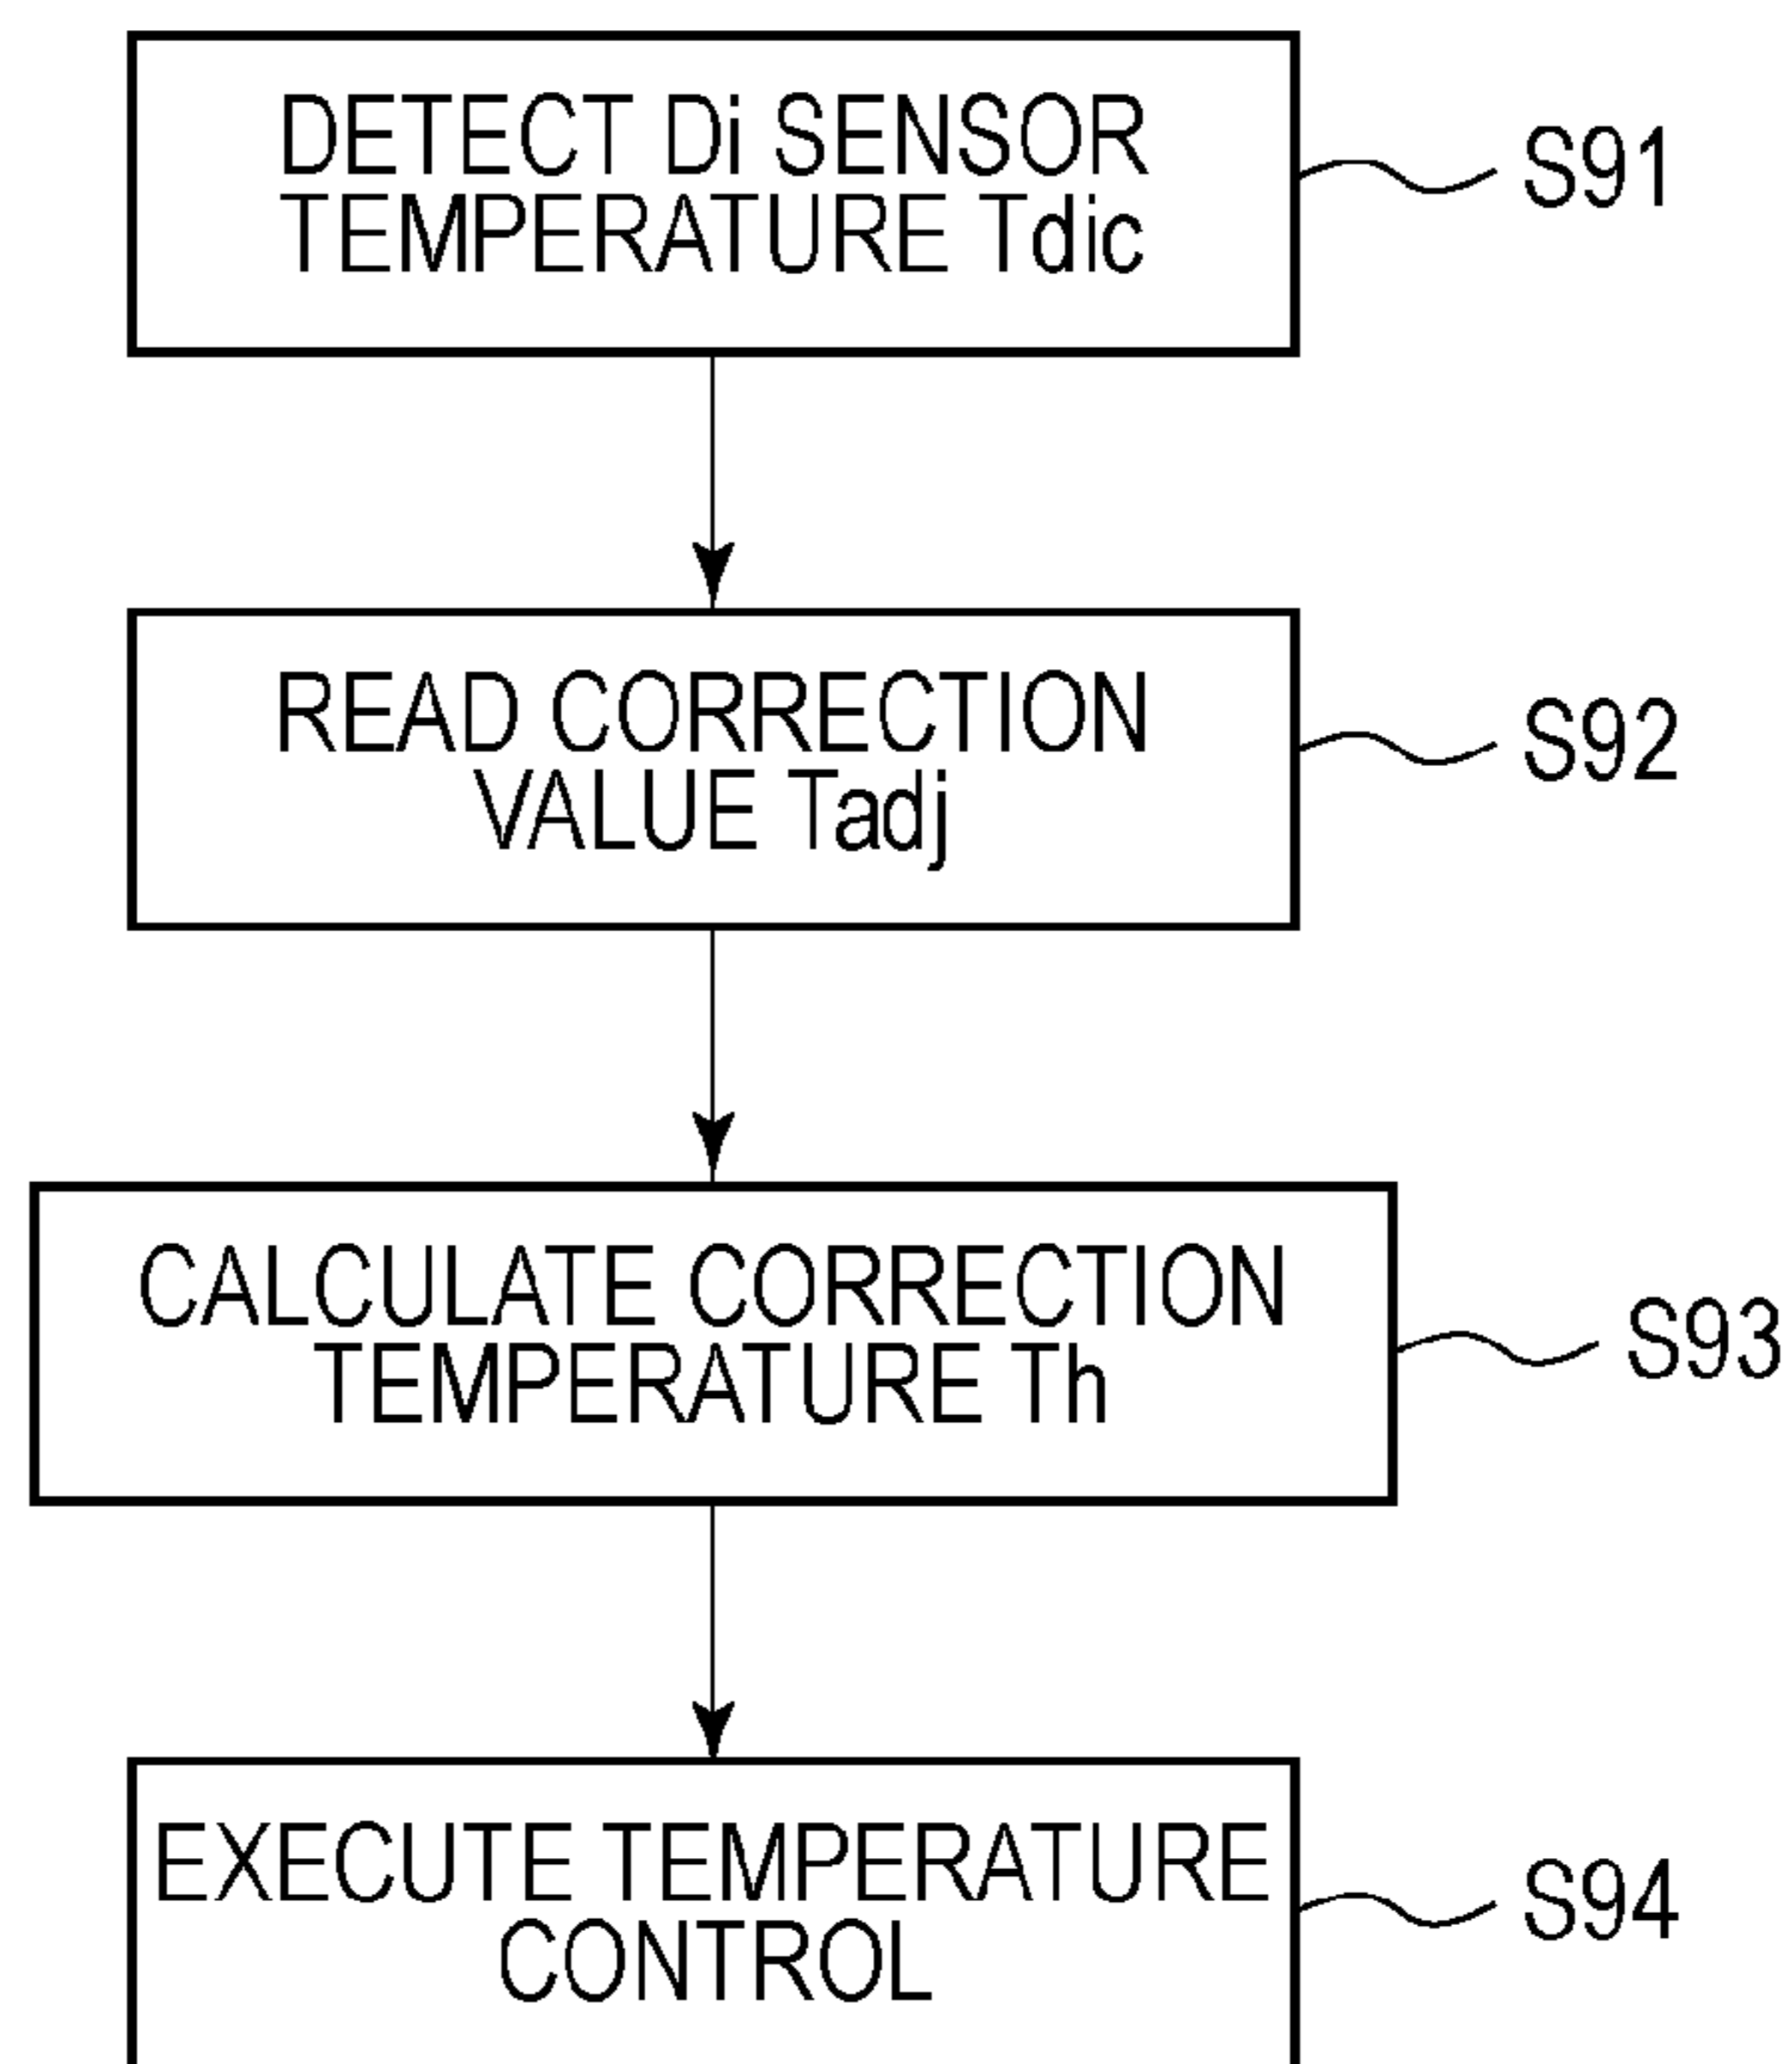 DETECT Di SENSOR
TEMPERATURE Tdic
S91
READ CORRECTION
VALUE Tadj
S92
CALCULATE CORRECTION
TEMPERATURE Th
S93
EXECUTE TEMPERATURE
CONTROL
S94